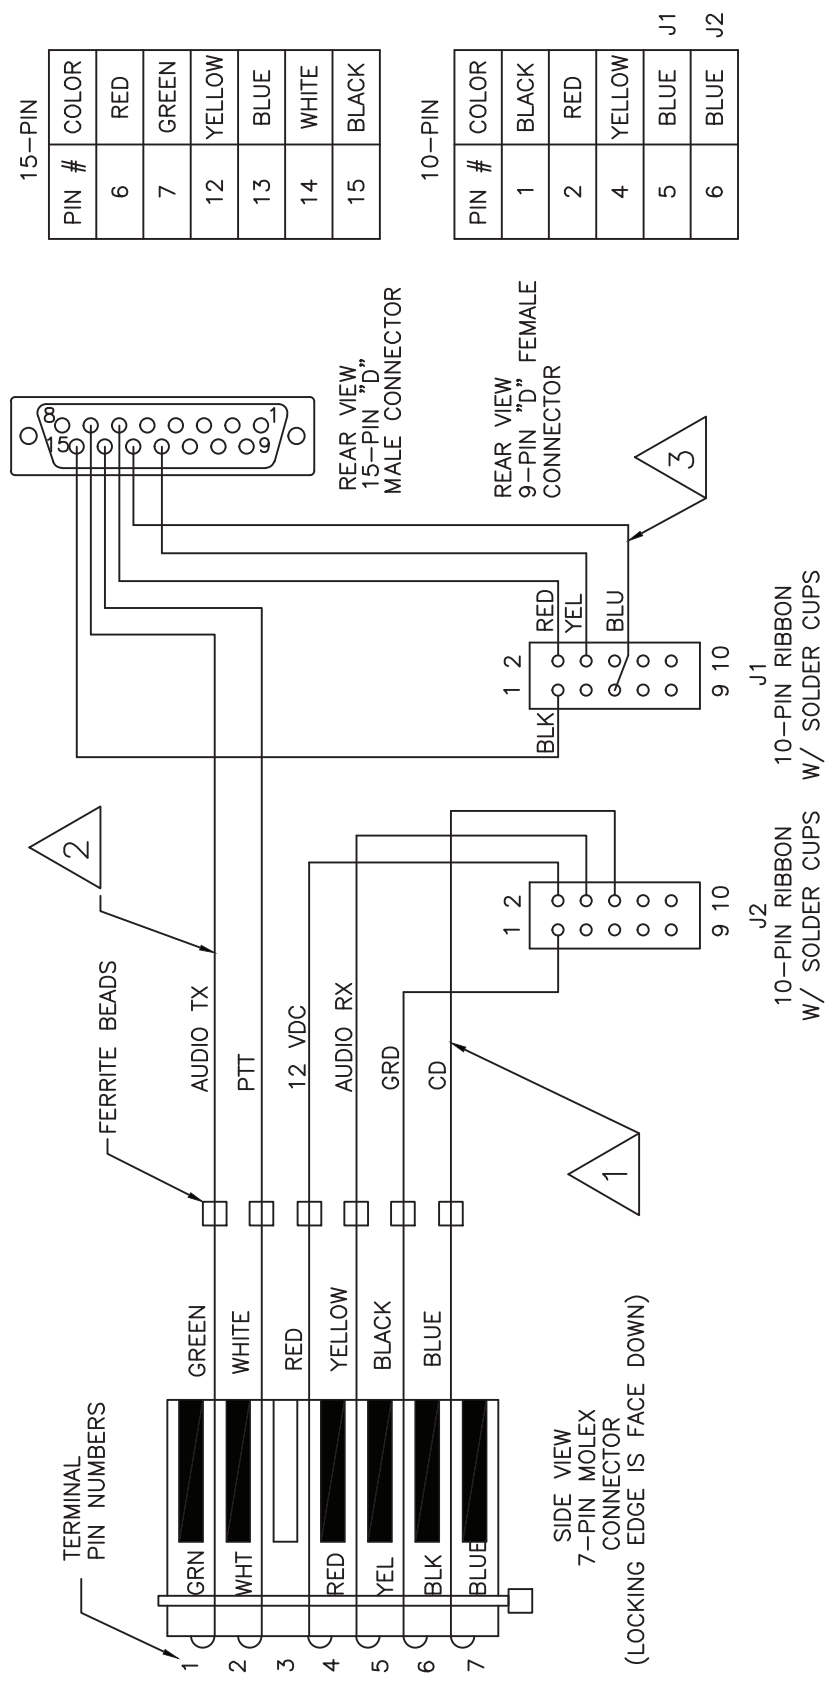 TERMINAL
PIN NUMBERS
1
2
3
4
5
6
7
GRN
WHT
RED
YEL
BLK
BLUE
GREEN
WHITE
RED
YELLOW
BLACK
BLUE
SIDE VIEW
7-PIN MOLEX
CONNECTOR
(LOCKING EDGE IS FACE DOWN)
FERRITE BEADS
AUDIO TX
PTT
12 VDC
AUDIO RX
GRD
CD
1
2
3
1 2
9 10
J2
10-PIN RIBBON
W/ SOLDER CUPS
BLK
RED
YEL
BLU
1 2
9 10
J1
10-PIN RIBBON
W/ SOLDER CUPS
8
1
15
9
REAR VIEW
15-PIN "D"
MALE CONNECTOR
REAR VIEW
9-PIN "D" FEMALE
CONNECTOR
15-PIN
PIN # COLOR
6 RED
7 GREEN
12 YELLOW
13 BLUE
14 WHITE
15 BLACK
10-PIN
PIN # COLOR
1 BLACK
2 RED
4 YELLOW
5 BLUE J1
6 BLUE J2